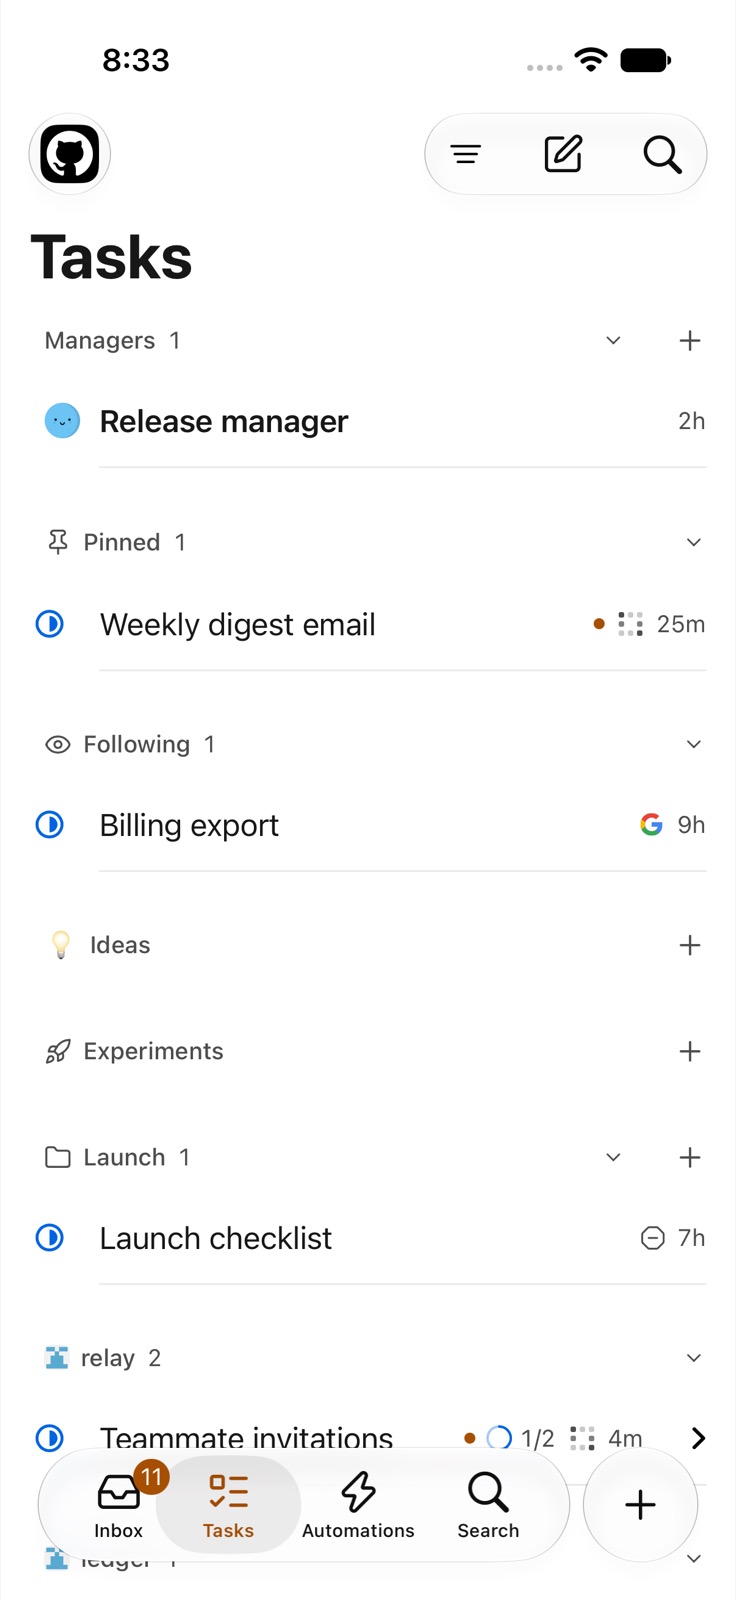 8:33
Tasks
Managers 1
Release manager 2h
Pinned 1
Weekly digest email 25m
Following 1
Billing export 9h
Ideas
Experiments
Launch 1
Launch checklist 7h
relay 2
Teammate invitations 1/2 4m
11
Inbox Tasks Automations Search
ledger 1